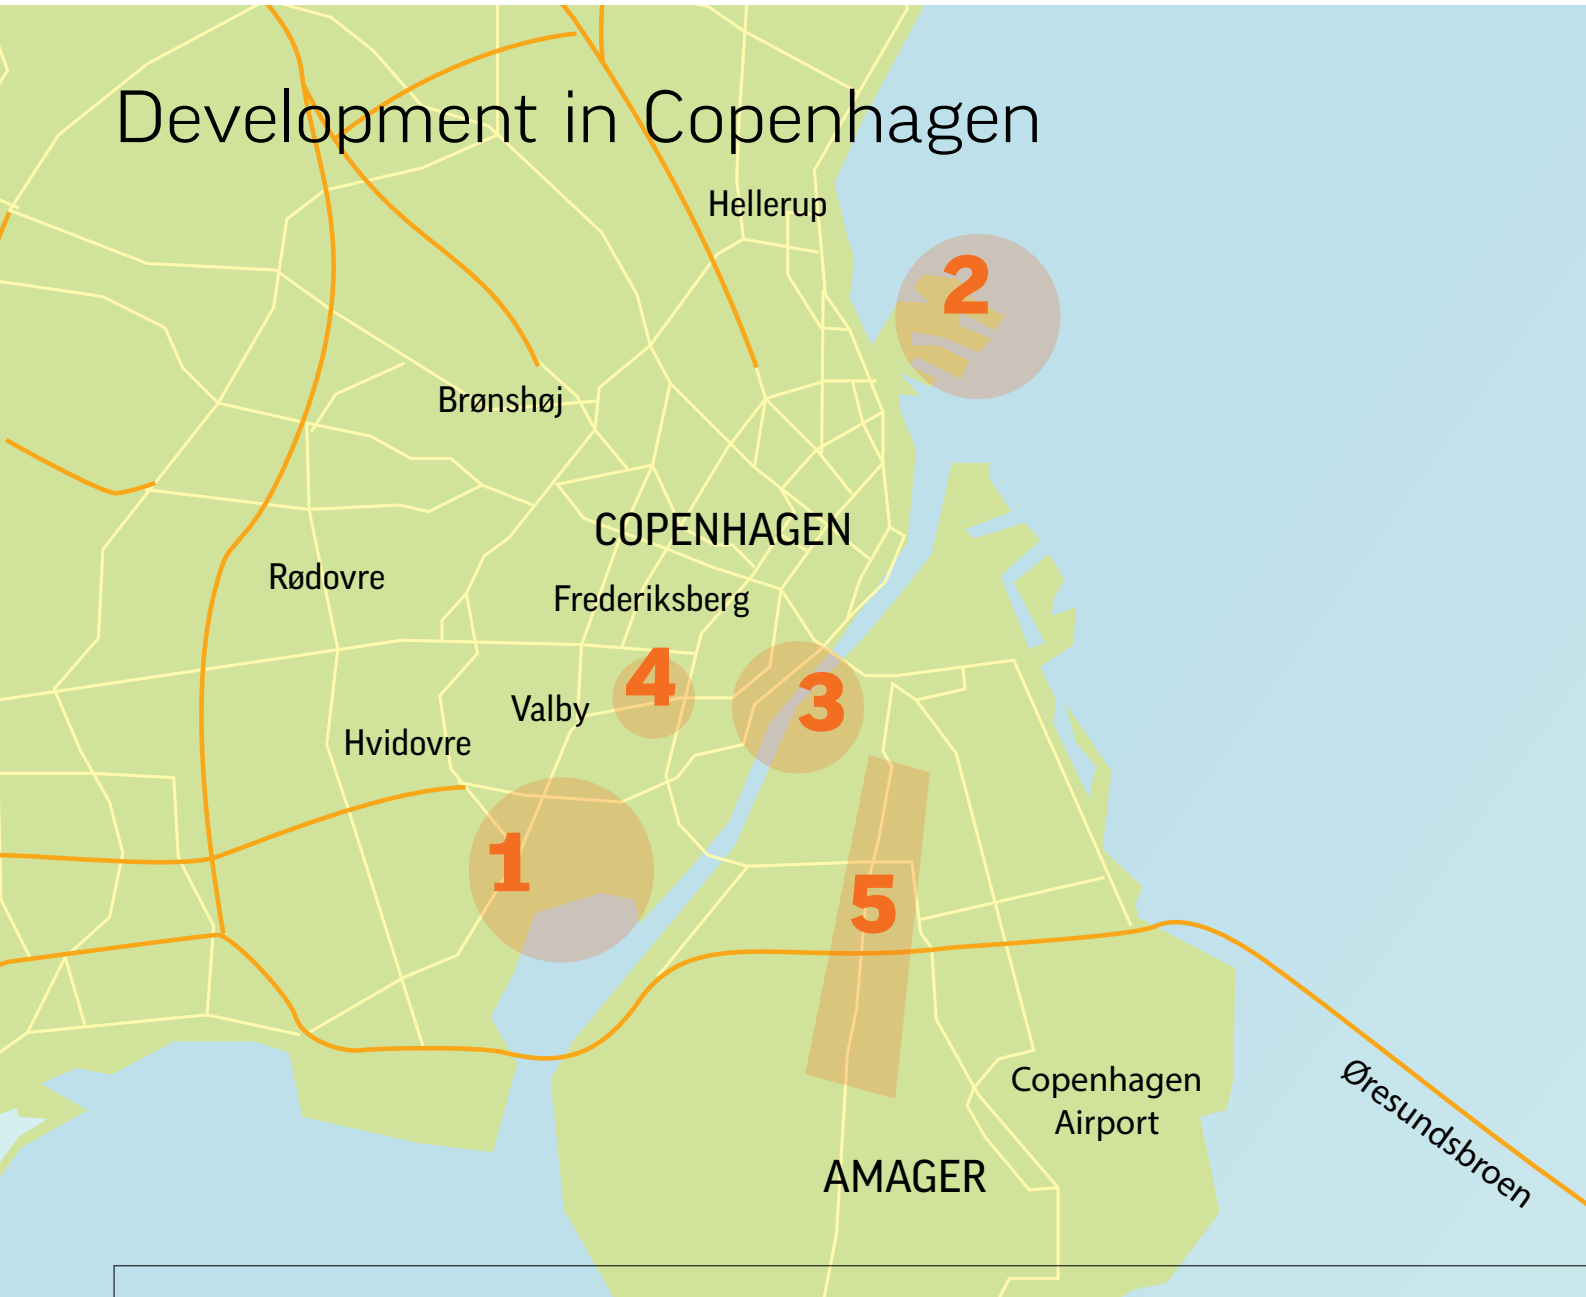 Development in Copenhagen
Hellerup
2
Brønshøj
COPENHAGEN
Rødovre
Frederiksberg
4
3
Valby
Hvidovre
1
5
Copenhagen
Airport
Øresundsbroen
AMAGER